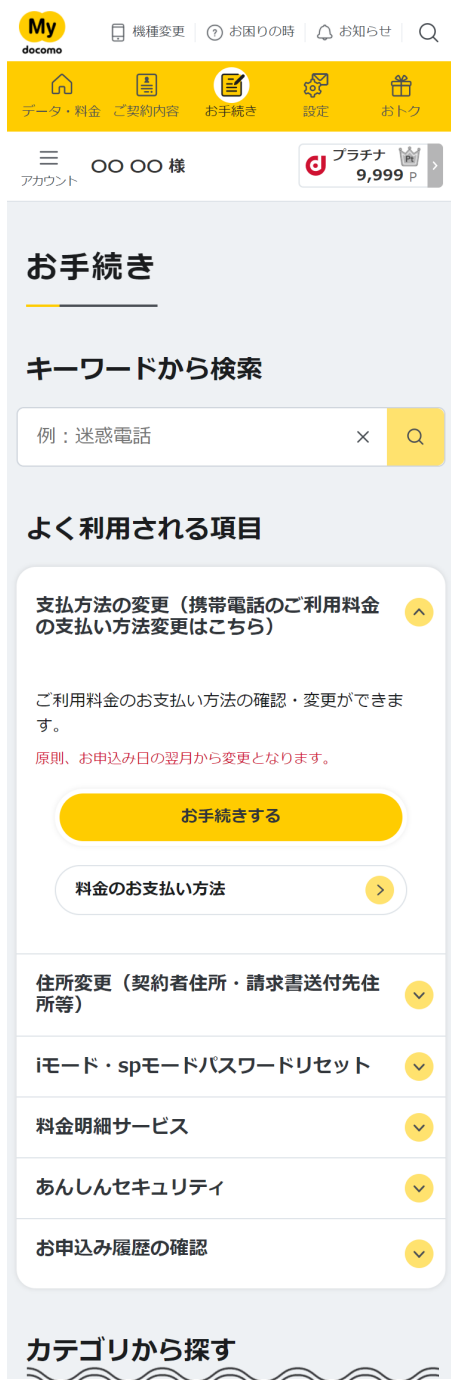 My
docomo
機種変更
お困りの時
お知らせ
データ・料金
ご契約内容
お手続き
設定
おトク
アカウント
OO OO 様
プラチナ
Pt
9,999 P
お手続き
キーワードから検索
例：迷惑電話
よく利用される項目
支払方法の変更（携帯電話のご利用料金
の支払い方法変更はこちら）
ご利用料金のお支払い方法の確認・変更ができま
す。
原則、お申込み日の翌月から変更となります。
お手続きする
料金のお支払い方法
住所変更（契約者住所・請求書送付先住
所等）
iモード・spモードパスワードリセット
料金明細サービス
あんしんセキュリティ
お申込み履歴の確認
カテゴリから探す